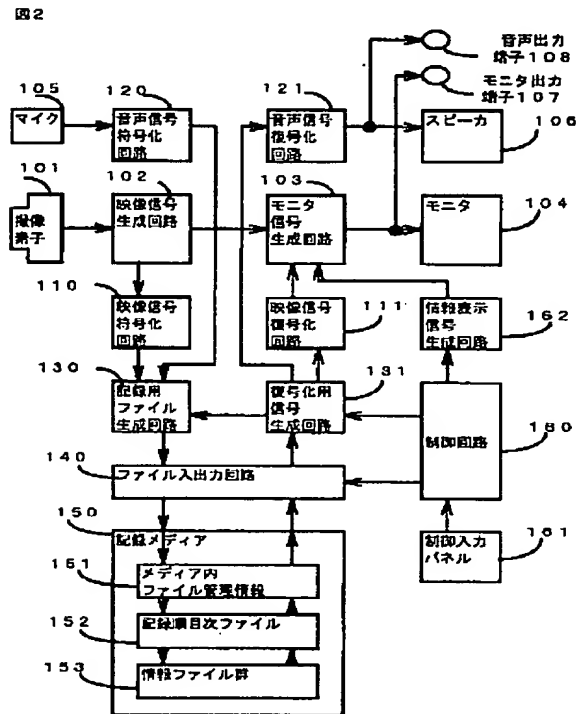 図2
音声出力
端子108
モニタ出力
端子107
105
マイク
120
音声信号
符号化
回路
121
音声信号
復号化
回路
スピーカ
106
101
撮像
素子
102
映像信号
生成回路
103
モニタ
信号
生成回路
モニタ
104
110
映像信号
符号化
回路
映像信号
復号化
回路
111
情報表示
信号
生成回路
162
130
記録用
ファイル
生成回路
復号化用
信号
生成回路
131
制御回路
160
140
ファイル入出力回路
制御入力
パネル
161
150
記録メディア
151
メディア内
ファイル管理情報
152
記録順目次ファイル
153
情報ファイル群